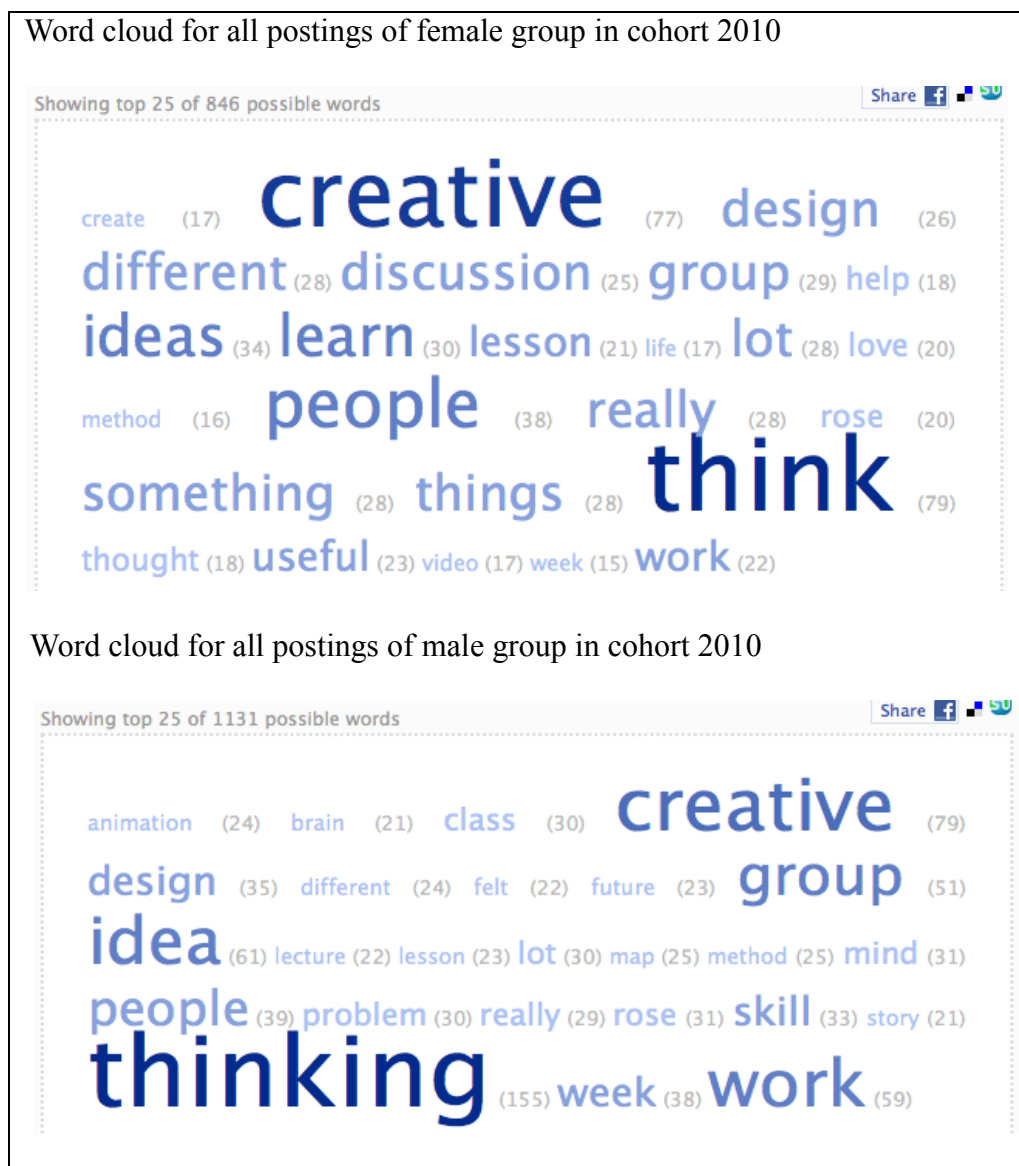 Word cloud for all postings of female group in cohort 2010
Showing top 25 of 846 possible words
Share
create (17) creative (77) design (26)
different (28) discussion (25) group (29) help (18)
ideas (34) learn (30) lesson (21) life (17) lot (28) love (20)
method (16) people (38) really (28) rose (20)
something (28) things (28) think (79)
thought (18) useful (23) video (17) week (15) work (22)
Word cloud for all postings of male group in cohort 2010
Showing top 25 of 1131 possible words
Share
animation (24) brain (21) class (30) creative (79)
design (35) different (24) felt (22) future (23) group (51)
idea (61) lecture (22) lesson (23) lot (30) map (25) method (25) mind (31)
people (39) problem (30) really (29) rose (31) skill (33) story (21)
thinking (155) week (38) work (59)